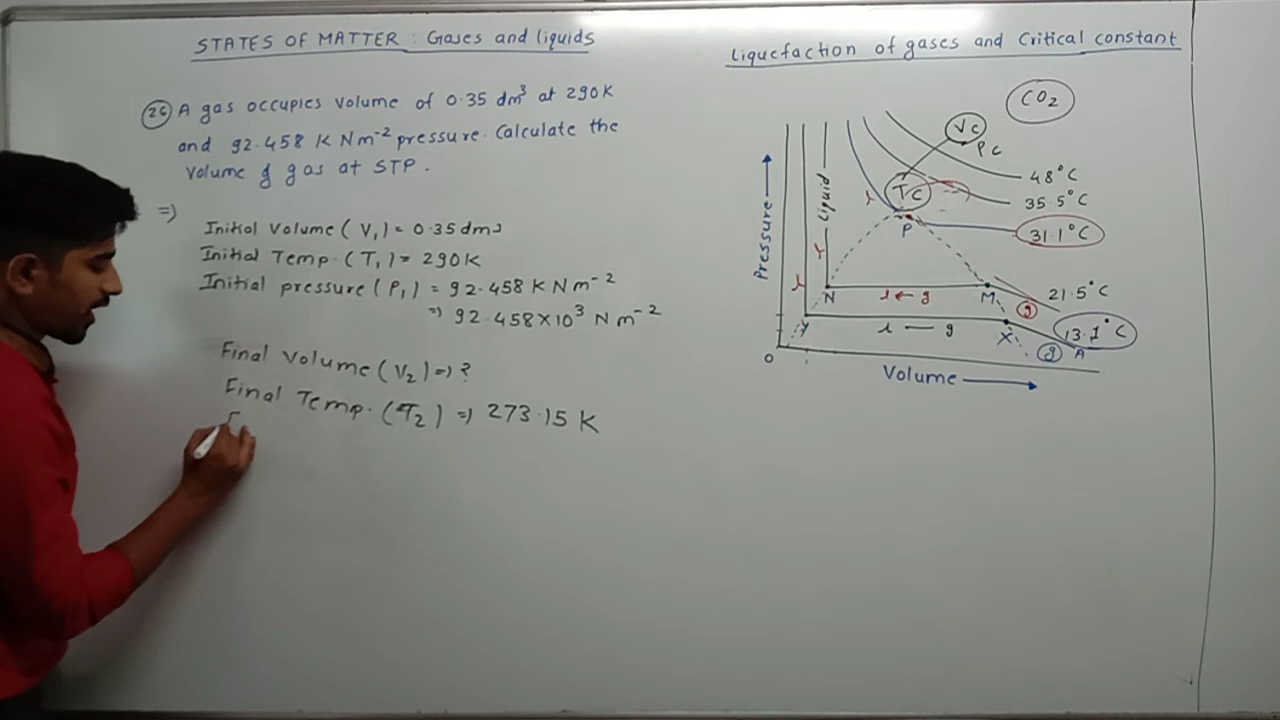 STATES OF MATTER : Gases and liquids
(26) A gas occupies volume of 0.35 dm³ at 290K
and 92.458 K Nm⁻² pressure. Calculate the
volume of gas at STP.
=)
Initial Volume (V₁) = 0.35 dm³
Initial Temp. (T₁) = 290K
Initial pressure (P₁) = 92.458 K Nm⁻²
=) 92.458×10³ Nm⁻²
Final Volume (V₂) =) ?
Final Temp. (T₂) =) 273.15 K
Liquefaction of gases and Critical constant
CO₂
Vc
Pc
Tc
48°C
35.5°C
31.1°C
21.5°C
13.1°C
Pressure
Liquid
l
P
l
l
N
l ← g
M
g
Y
l — g
X
g
A
O
Volume